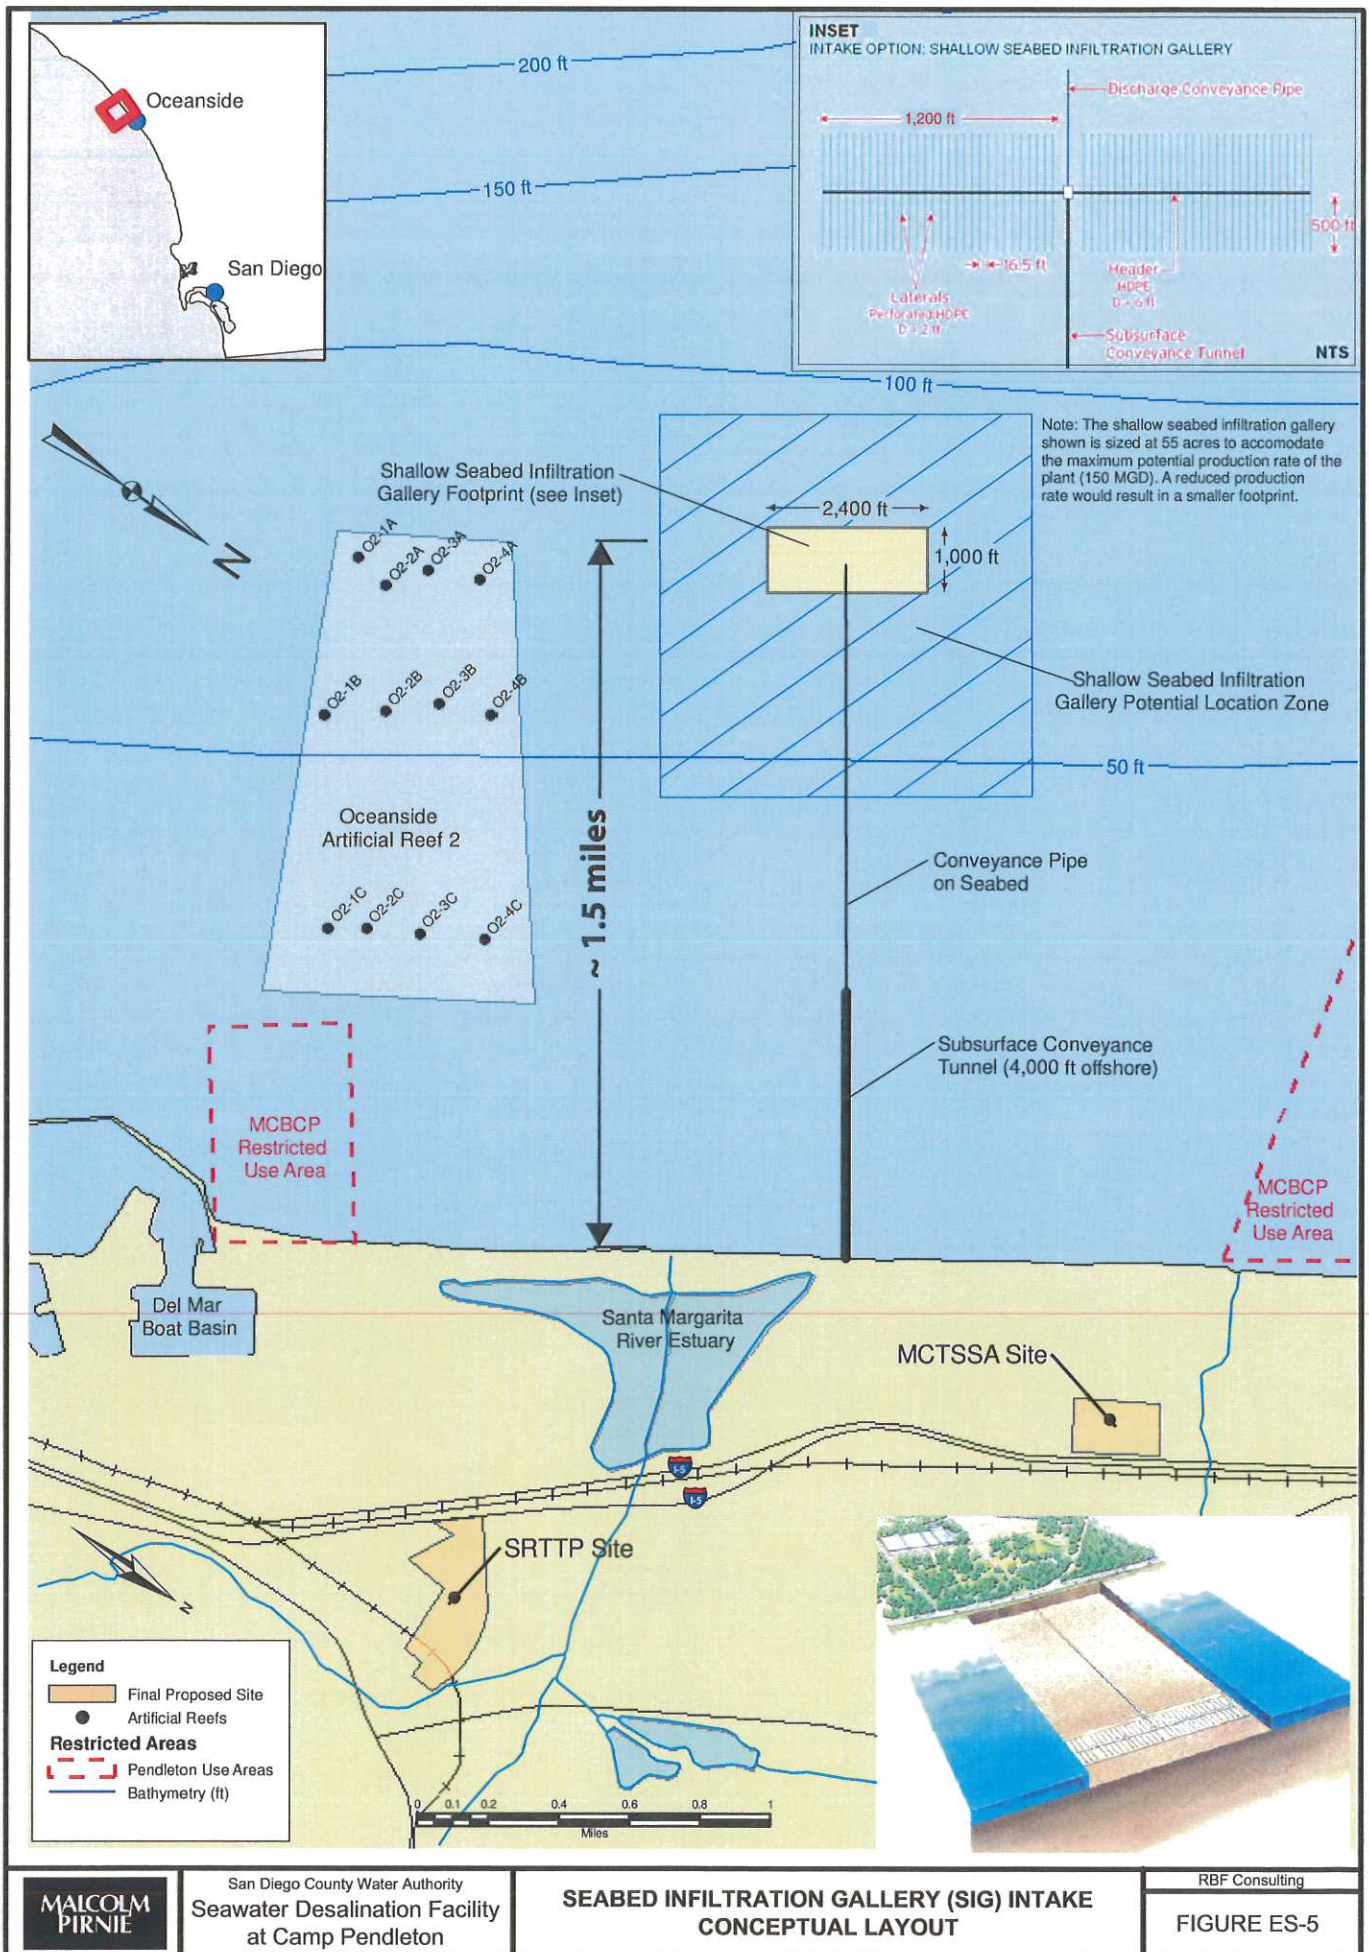 Oceanside
San Diego
INSET
INTAKE OPTION: SHALLOW SEABED INFILTRATION GALLERY
Discharge Conveyance Pipe
1,200 ft
500 ft
16.5 ft
Laterals
Perforated HDPE
D = 2 ft
Header
HDPE
D = 6 ft
Subsurface
Conveyance Tunnel
NTS
200 ft
150 ft
100 ft
Note: The shallow seabed infiltration gallery
shown is sized at 55 acres to accomodate
the maximum potential production rate of the
plant (150 MGD). A reduced production
rate would result in a smaller footprint.
N
Shallow Seabed Infiltration
Gallery Footprint (see Inset)
2,400 ft
1,000 ft
O2-1A
O2-2A
O2-3A
O2-4A
O2-1B
O2-2B
O2-3B
O2-4B
Shallow Seabed Infiltration
Gallery Potential Location Zone
50 ft
Oceanside
Artificial Reef 2
~ 1.5 miles
Conveyance Pipe
on Seabed
O2-1C
O2-2C
O2-3C
O2-4C
Subsurface Conveyance
Tunnel (4,000 ft offshore)
MCBCP
Restricted
Use Area
MCBCP
Restricted
Use Area
Del Mar
Boat Basin
Santa Margarita
River Estuary
MCTSSA Site
I-5
I-5
SRTTP Site
N
Legend
Final Proposed Site
Artificial Reefs
Restricted Areas
Pendleton Use Areas
Bathymetry (ft)
0 0.1 0.2 0.4 0.6 0.8 1
Miles
MALCOLM
PIRNIE
San Diego County Water Authority
Seawater Desalination Facility
at Camp Pendleton
SEABED INFILTRATION GALLERY (SIG) INTAKE
CONCEPTUAL LAYOUT
RBF Consulting
FIGURE ES-5